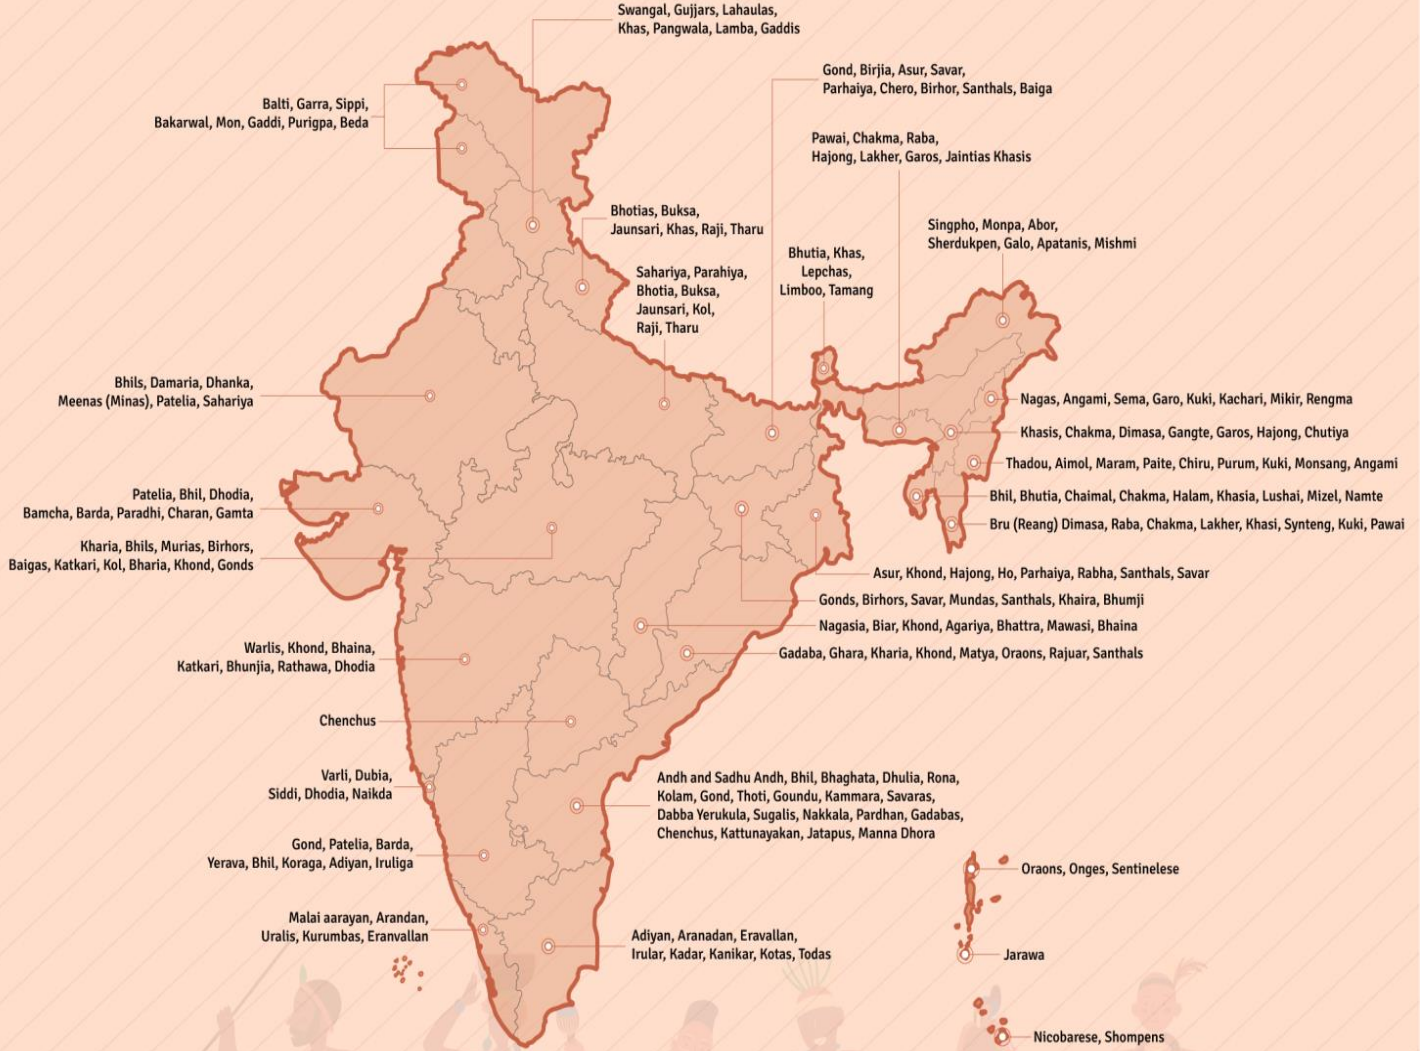 Swangal, Gujjars, Lahaulas,
Khas, Pangwala, Lamba, Gaddis
Gond, Birjia, Asur, Savar,
Parhaiya, Chero, Birhor, Santhals, Baiga
Balti, Garra, Sippi,
Bakarwal, Mon, Gaddi, Purigpa, Beda
Pawai, Chakma, Raba,
Hajong, Lakher, Garos, Jaintias Khasis
Bhotias, Buksa,
Jaunsari, Khas, Raji, Tharu
Singpho, Monpa, Abor,
Sherdukpen, Galo, Apatanis, Mishmi
Bhutia, Khas,
Lepchas,
Limboo, Tamang
Sahariya, Parahiya,
Bhotia, Buksa,
Jaunsari, Kol,
Raji, Tharu
Bhils, Damaria, Dhanka,
Meenas (Minas), Patelia, Sahariya
Nagas, Angami, Sema, Garo, Kuki, Kachari, Mikir, Rengma
Khasis, Chakma, Dimasa, Gangte, Garos, Hajong, Chutiya
Thadou, Aimol, Maram, Paite, Chiru, Purum, Kuki, Monsang, Angami
Patelia, Bhil, Dhodia,
Bamcha, Barda, Paradhi, Charan, Gamta
Bhil, Bhutia, Chaimal, Chakma, Halam, Khasia, Lushai, Mizel, Namte
Bru (Reang) Dimasa, Raba, Chakma, Lakher, Khasi, Synteng, Kuki, Pawai
Kharia, Bhils, Murias, Birhors,
Baigas, Katkari, Kol, Bharia, Khond, Gonds
Asur, Khond, Hajong, Ho, Parhaiya, Rabha, Santhals, Savar
Gonds, Birhors, Savar, Mundas, Santhals, Khaira, Bhumji
Nagasia, Biar, Khond, Agariya, Bhattra, Mawasi, Bhaina
Warlis, Khond, Bhaina,
Katkari, Bhunjia, Rathawa, Dhodia
Gadaba, Ghara, Kharia, Khond, Matya, Oraons, Rajuar, Santhals
Chenchus
Varli, Dubia,
Siddi, Dhodia, Naikda
Andh and Sadhu Andh, Bhil, Bhaghata, Dhulia, Rona,
Kolam, Gond, Thoti, Goundu, Kammara, Savaras,
Dabba Yerukula, Sugalis, Nakkala, Pardhan, Gadabas,
Chenchus, Kattunayakan, Jatapus, Manna Dhora
Gond, Patelia, Barda,
Yerava, Bhil, Koraga, Adiyan, Iruliga
Oraons, Onges, Sentinelese
Malai aarayan, Arandan,
Uralis, Kurumbas, Eranvallan
Adiyan, Aranadan, Eravallan,
Irular, Kadar, Kanikar, Kotas, Todas
Jarawa
Nicobarese, Shompens